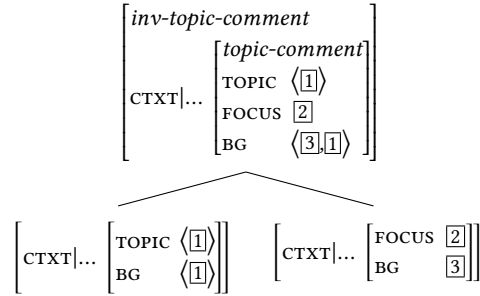 inv-topic-comment
topic-comment
TOPIC ⟨1⟩
CTXT|... FOCUS 2
BG ⟨3,1⟩
CTXT|... TOPIC ⟨1⟩
BG ⟨1⟩
CTXT|... FOCUS 2
BG 3